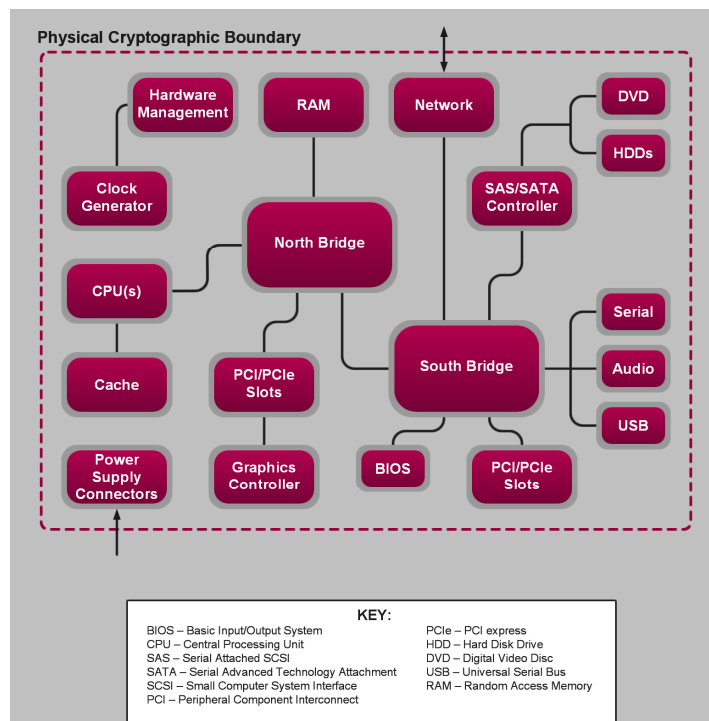 Physical Cryptographic Boundary
Hardware
Management
RAM
Network
DVD
HDDs
Clock
Generator
SAS/SATA
Controller
North Bridge
CPU(s)
Serial
Cache
PCI/PCIe
Slots
South Bridge
Audio
USB
Power
Supply
Connectors
Graphics
Controller
BIOS
PCI/PCIe
Slots
KEY:
BIOS – Basic Input/Output System
CPU – Central Processing Unit
SAS – Serial Attached SCSI
SATA – Serial Advanced Technology Attachment
SCSI – Small Computer System Interface
PCI – Peripheral Component Interconnect
PCIe – PCI express
HDD – Hard Disk Drive
DVD – Digital Video Disc
USB – Universal Serial Bus
RAM – Random Access Memory